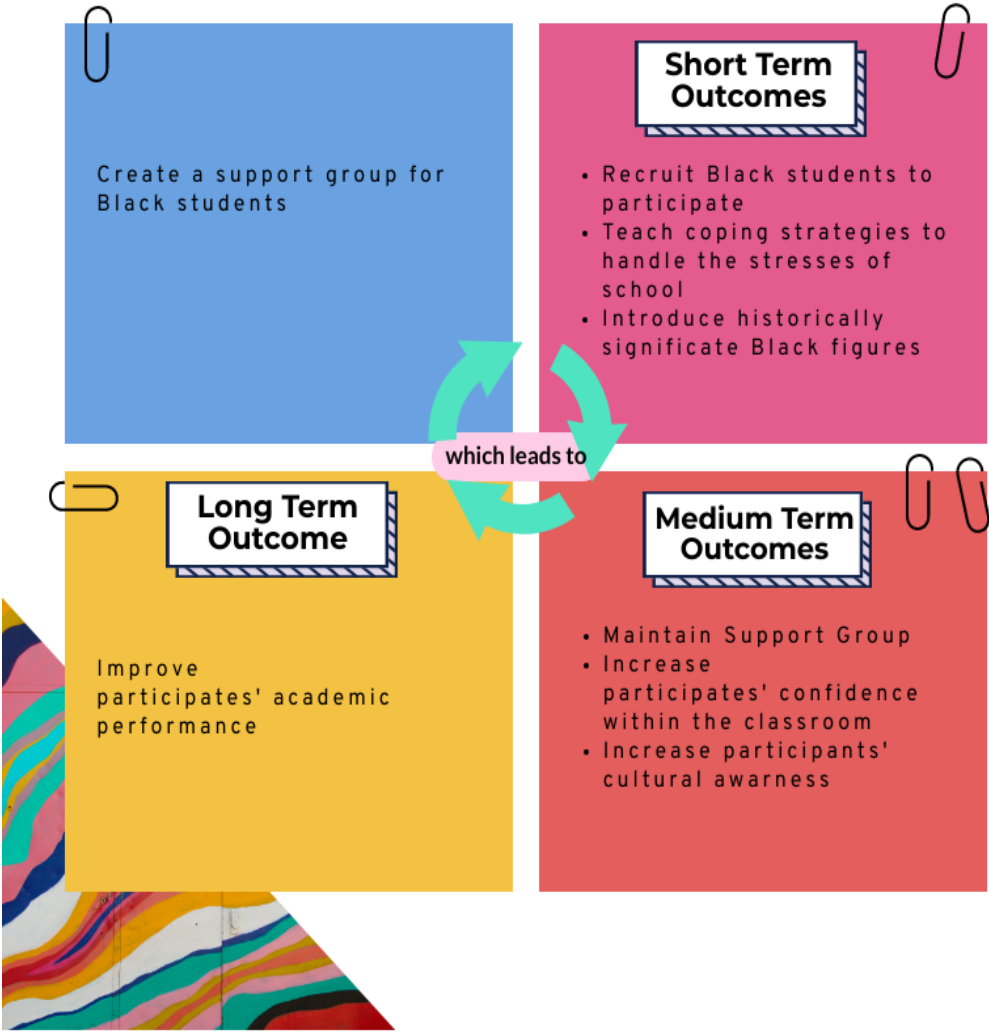 Create a support group for
Black students
Short Term
Outcomes
• Recruit Black students to
participate
• Teach coping strategies to
handle the stresses of
school
• Introduce historically
significate Black figures
which leads to
Long Term
Outcome
Improve
participates' academic
performance
Medium Term
Outcomes
• Maintain Support Group
• Increase
participates' confidence
within the classroom
• Increase participants'
cultural awarness